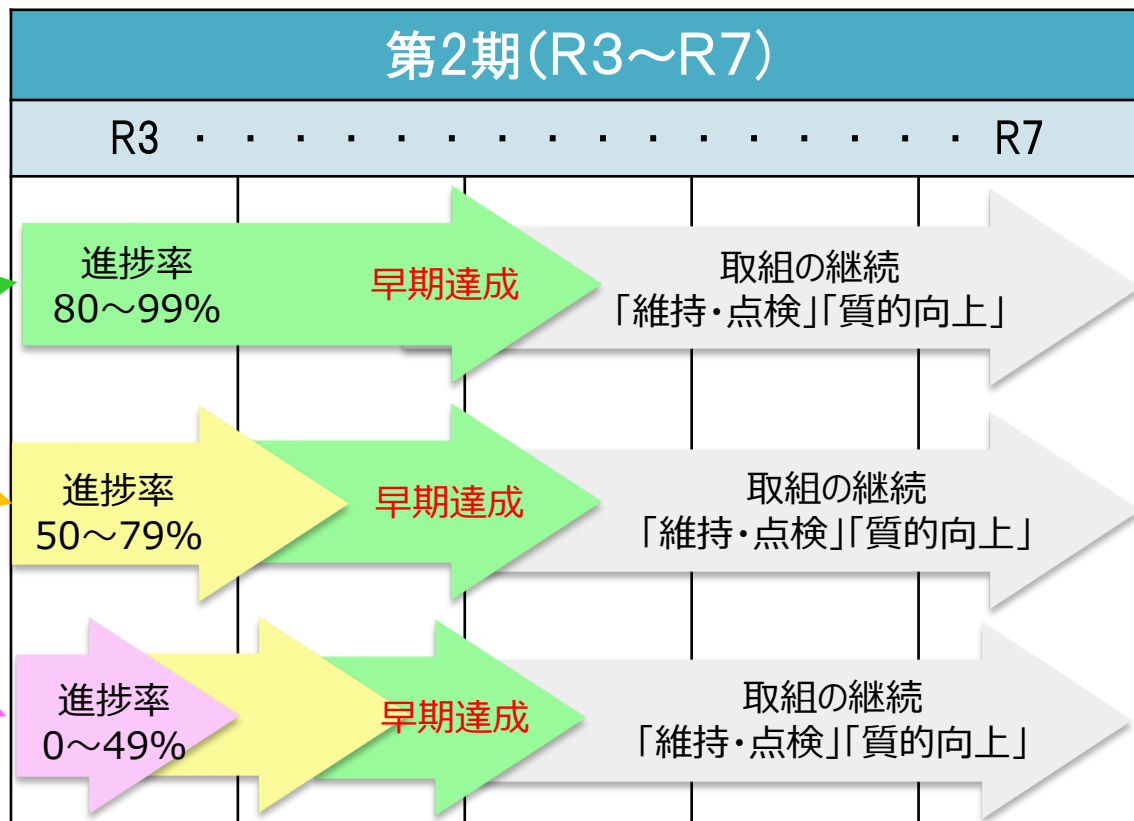 第2期(R3～R7)
R3 ・ ・ ・ ・ ・ ・ ・ ・ ・ ・ ・ ・ ・ ・ ・ ・ R7
進捗率
80～99%
早期達成
取組の継続
「維持・点検」「質的向上」
進捗率
50～79%
早期達成
取組の継続
「維持・点検」「質的向上」
進捗率
0～49%
早期達成
取組の継続
「維持・点検」「質的向上」